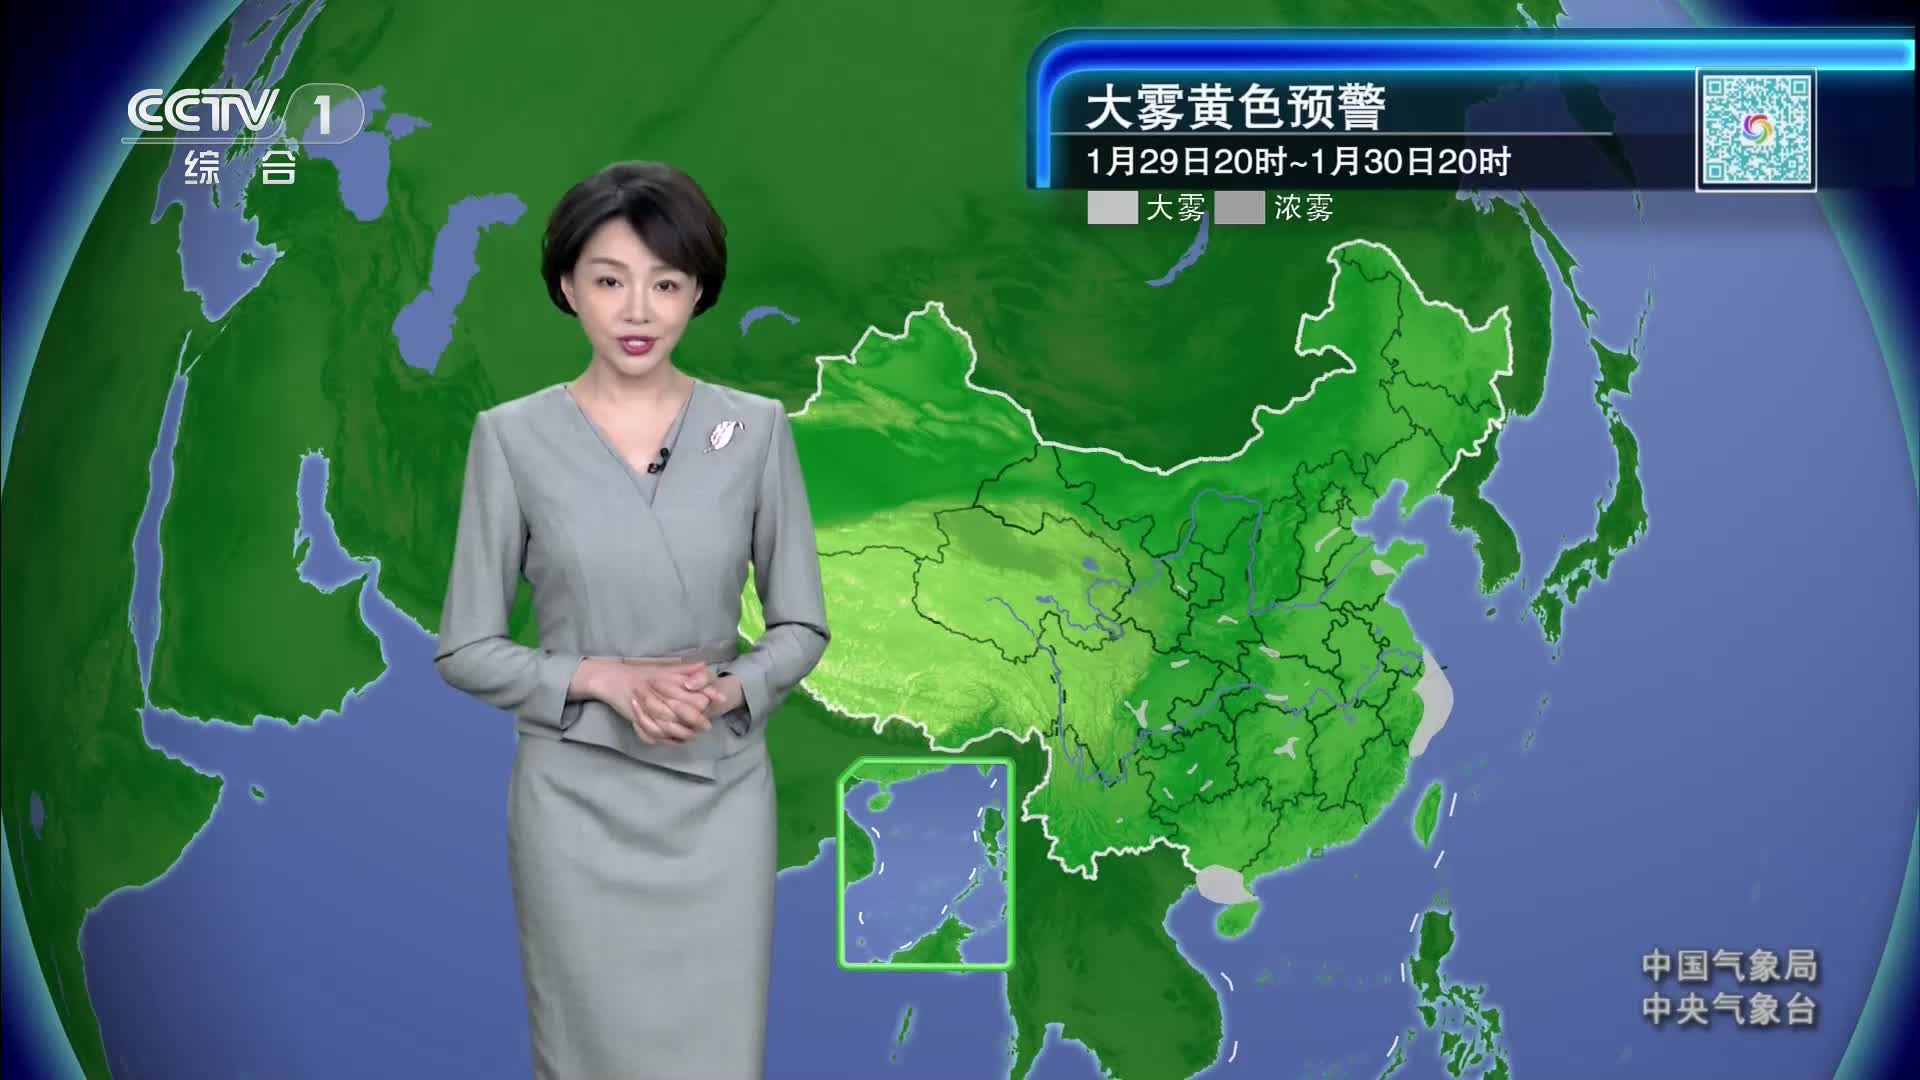 CCTV 1
综合
大雾黄色预警
1月29日20时~1月30日20时
大雾 浓雾
中国气象局
中央气象台